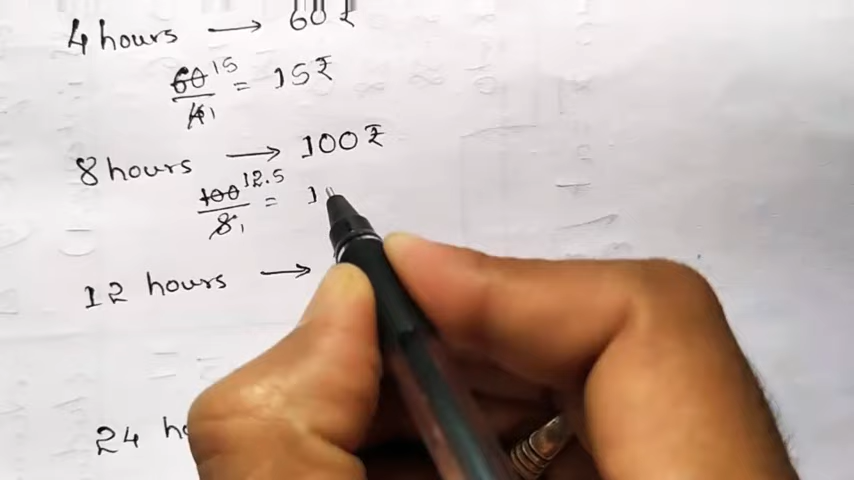 4 hours → 60 ₹
60/4 15 1 = 15 ₹
8 hours → 100 ₹
100/8 12.5 1 = 1
12 hours →
24 ho